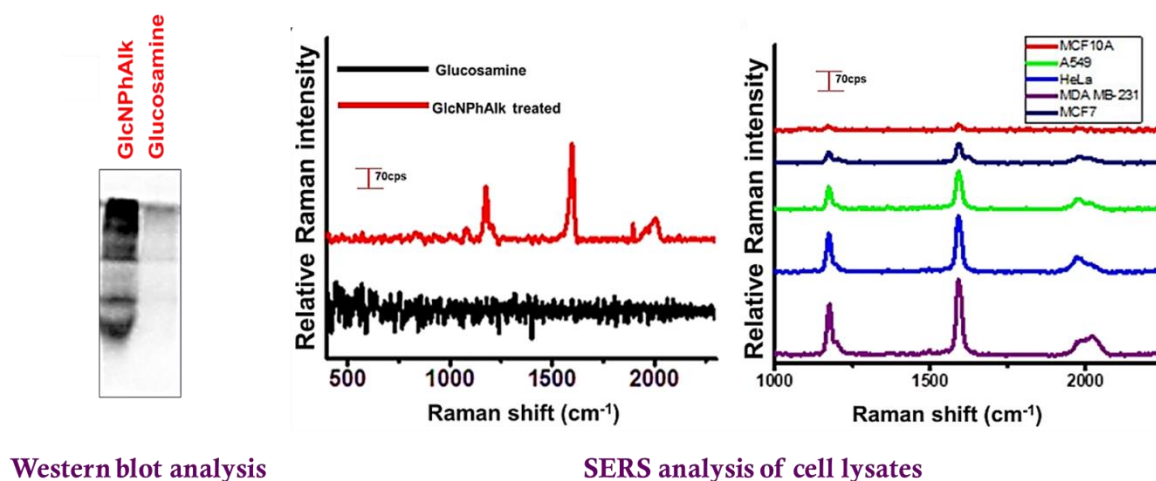 GlcNPhAlk
Glucosamine
Western blot analysis
Relative Raman intensity
Glucosamine
GlcNPhAlk treated
70cps
500 1000 1500 2000
Raman shift (cm-1)
Relative Raman intensity
70cps
MCF10A
A549
HeLa
MDA MB-231
MCF7
1000 1500 2000
Raman shift (cm-1)
SERS analysis of cell lysates